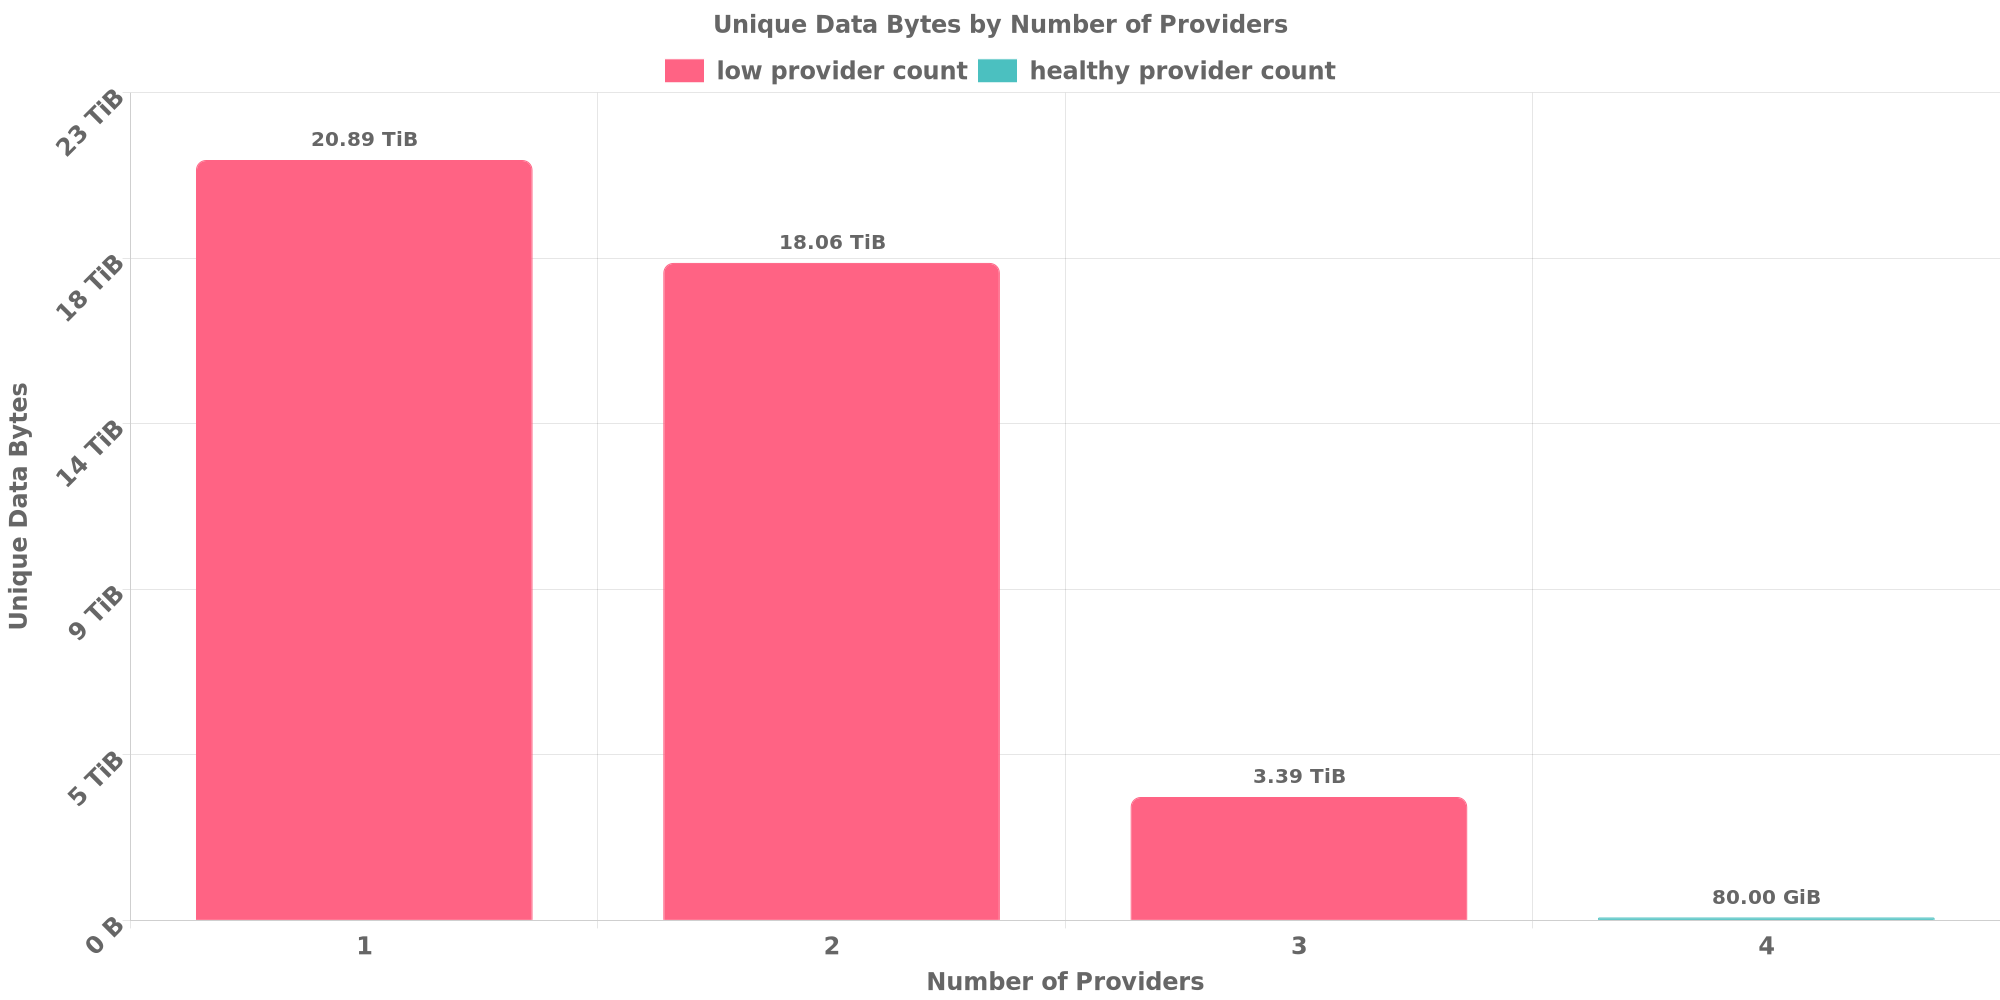 Unique Data Bytes by Number of Providers
low provider count healthy provider count
23 TiB
18 TiB
14 TiB
9 TiB
5 TiB
0 B
Unique Data Bytes
20.89 TiB
18.06 TiB
3.39 TiB
80.00 GiB
1 2 3 4
Number of Providers